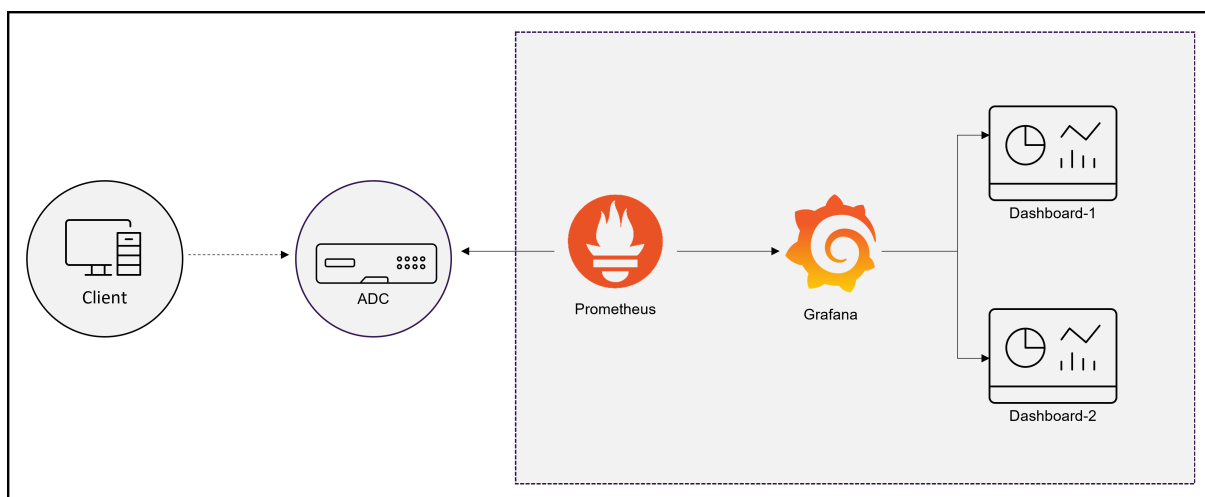 Client
ADC
Prometheus
Grafana
Dashboard-1
Dashboard-2